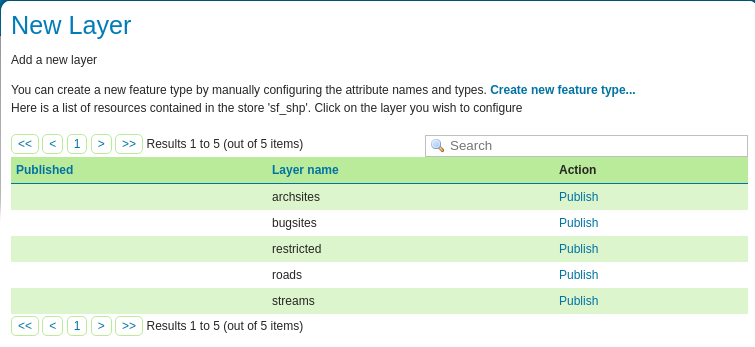 New Layer
Add a new layer
You can create a new feature type by manually configuring the attribute names and types. Create new feature type...
Here is a list of resources contained in the store 'sf_shp'. Click on the layer you wish to configure
<< < 1 > >> Results 1 to 5 (out of 5 items) Search
Published Layer name Action
archsites Publish
bugsites Publish
restricted Publish
roads Publish
streams Publish
<< < 1 > >> Results 1 to 5 (out of 5 items)